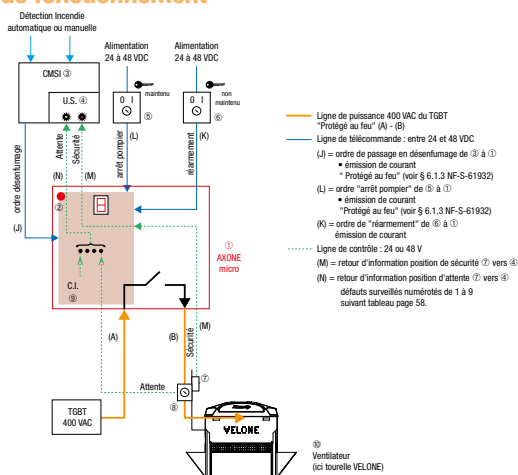 de fonctionnement
Détection Incendie
automatique ou manuelle
Alimentation
24 à 48 VDC
Alimentation
24 à 48 VDC
CMSI ③
U.S. ④
0 I
maintenu
⑤
0 I
non
maintenu
⑥
Attente
Sécurité
(N)
(M)
(L)
(K)
arrêt pompier
réarmement
ordre désenfumage
(J)
②
①
AXONE
micro
C.I.
⑨
(A)
(B)
Sécurité
(M)
Attente
⑦
⑧
TGBT
400 VAC
VELONE
⑩
Ventilateur
(ici tourelle VELONE)
Ligne de puissance 400 VAC du TGBT
"Protégé au feu" (A) - (B)
Ligne de télécommande : entre 24 et 48 VDC
(J) = ordre de passage en désenfumage de ③ à ①
• émission de courant
" Protégé au feu" (voir § 6.1.3 NF-S-61932)
(L) = ordre "arrêt pompier" de ⑤ à ①
• émission de courant
"Protégé au feu" (voir § 6.1.3 NF-S-61932)
(K) = ordre de "réarmement" de ⑥ à ①
émission de courant
Ligne de contrôle : 24 ou 48 V
(M) = retour d'information position de sécurité ⑦ vers ④
(N) = retour d'information position d'attente ⑦ vers ④
défauts surveillés numérotés de 1 à 9
suivant tableau page 58.